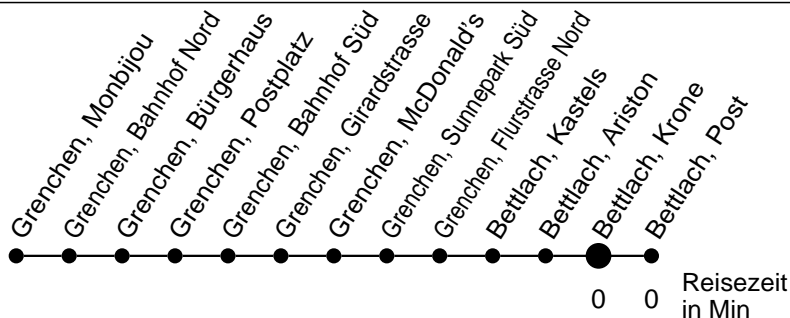 Grenchen, Monbijou
Grenchen, Bahnhof Nord
Grenchen, Bürgerhaus
Grenchen, Postplatz
Grenchen, Bahnhof Süd
Grenchen, Girardstrasse
Grenchen, McDonald's
Grenchen, Sunnepark Süd
Grenchen, Flurstrasse Nord
Bettlach, Kastels
Bettlach, Ariston
Bettlach, Krone
Bettlach, Post
0 0 Reisezeit
in Min